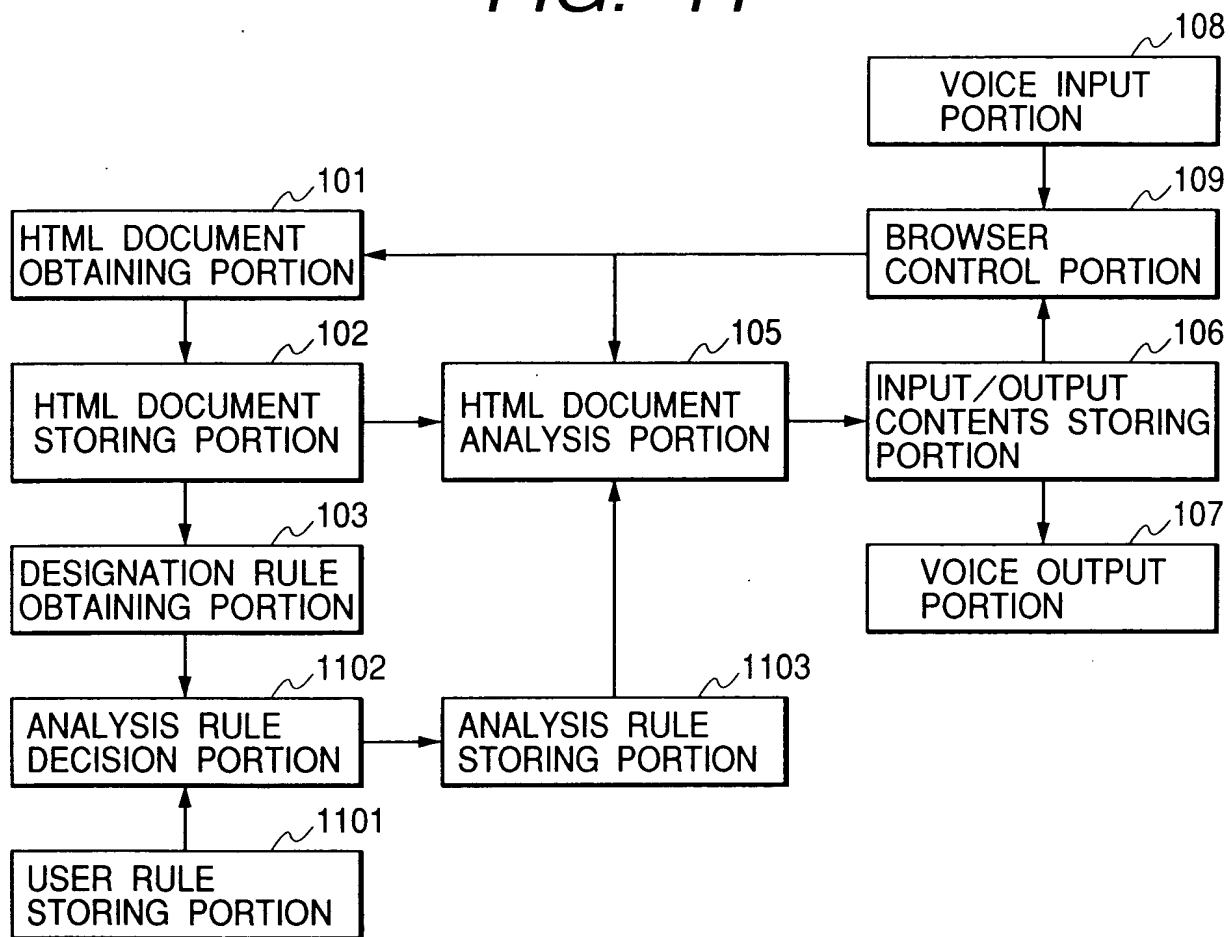 FIG. 11
108
VOICE INPUT
PORTION
101
109
HTML DOCUMENT
OBTAINING PORTION
BROWSER
CONTROL PORTION
102
105
106
HTML DOCUMENT
STORING PORTION
HTML DOCUMENT
ANALYSIS PORTION
INPUT/OUTPUT
CONTENTS STORING
PORTION
103
107
DESIGNATION RULE
OBTAINING PORTION
VOICE OUTPUT
PORTION
1102
1103
ANALYSIS RULE
DECISION PORTION
ANALYSIS RULE
STORING PORTION
1101
USER RULE
STORING PORTION